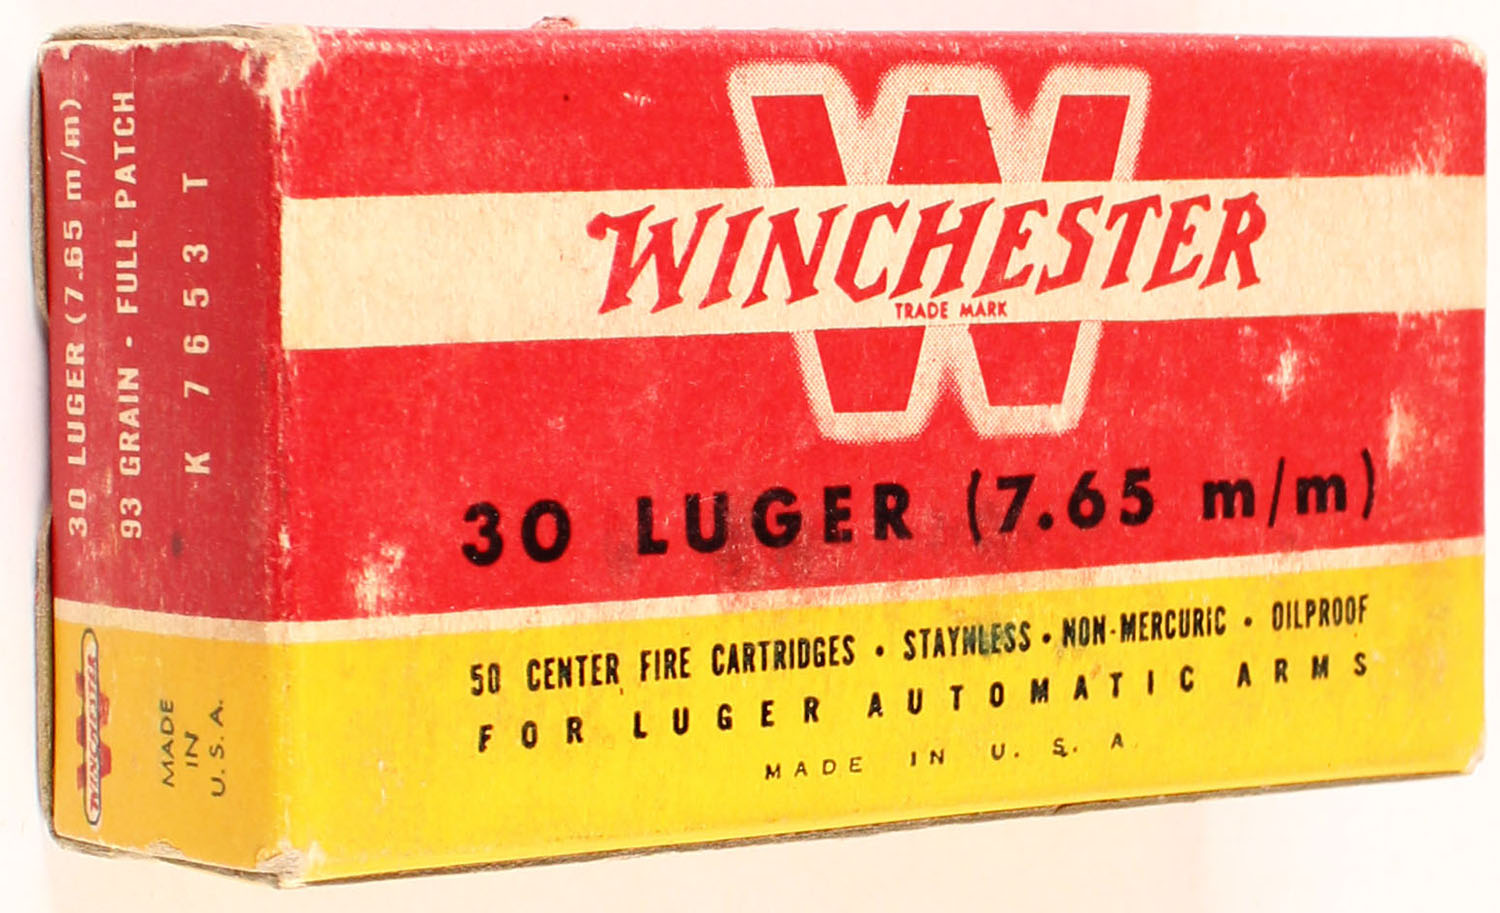 30 LUGER (7.65 m/m)
93 GRAIN · FULL PATCH
K 7653 T
WINCHESTER
MADE
IN
U.S.A.
W
WINCHESTER
TRADE MARK
30 LUGER (7.65 m/m)
50 CENTER FIRE CARTRIDGES · STAYNLESS · NON-MERCURIC · OILPROOF
FOR LUGER AUTOMATIC ARMS
MADE IN U. S. A.